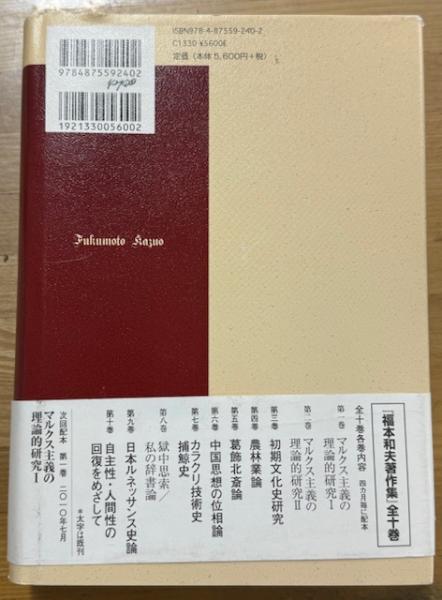 ISBN978-4-87559-240-2
C1330 ¥5600E
定価（本体5,600円+税）
9784875592402
1921330056002
Fukumoto Kazuo
『福本和夫著作集』全十巻
全十巻各巻内容 四カ月毎に配本
第一巻 マルクス主義の
理論的研究Ⅰ
第二巻 マルクス主義の
理論的研究Ⅱ
第三巻 初期文化史研究
第四巻 農林業論
第五巻 葛飾北斎論
第六巻 中国思想の位相論
第七巻 カラクリ技術史
捕鯨史
第八巻 獄中思索／
私の辞書論
第九巻 日本ルネッサンス史論
第十巻 自主性・人間性の
回復をめざして
*太字は既刊
次回配本 第一巻 二〇一〇年七月
マルクス主義の
理論的研究Ⅰ